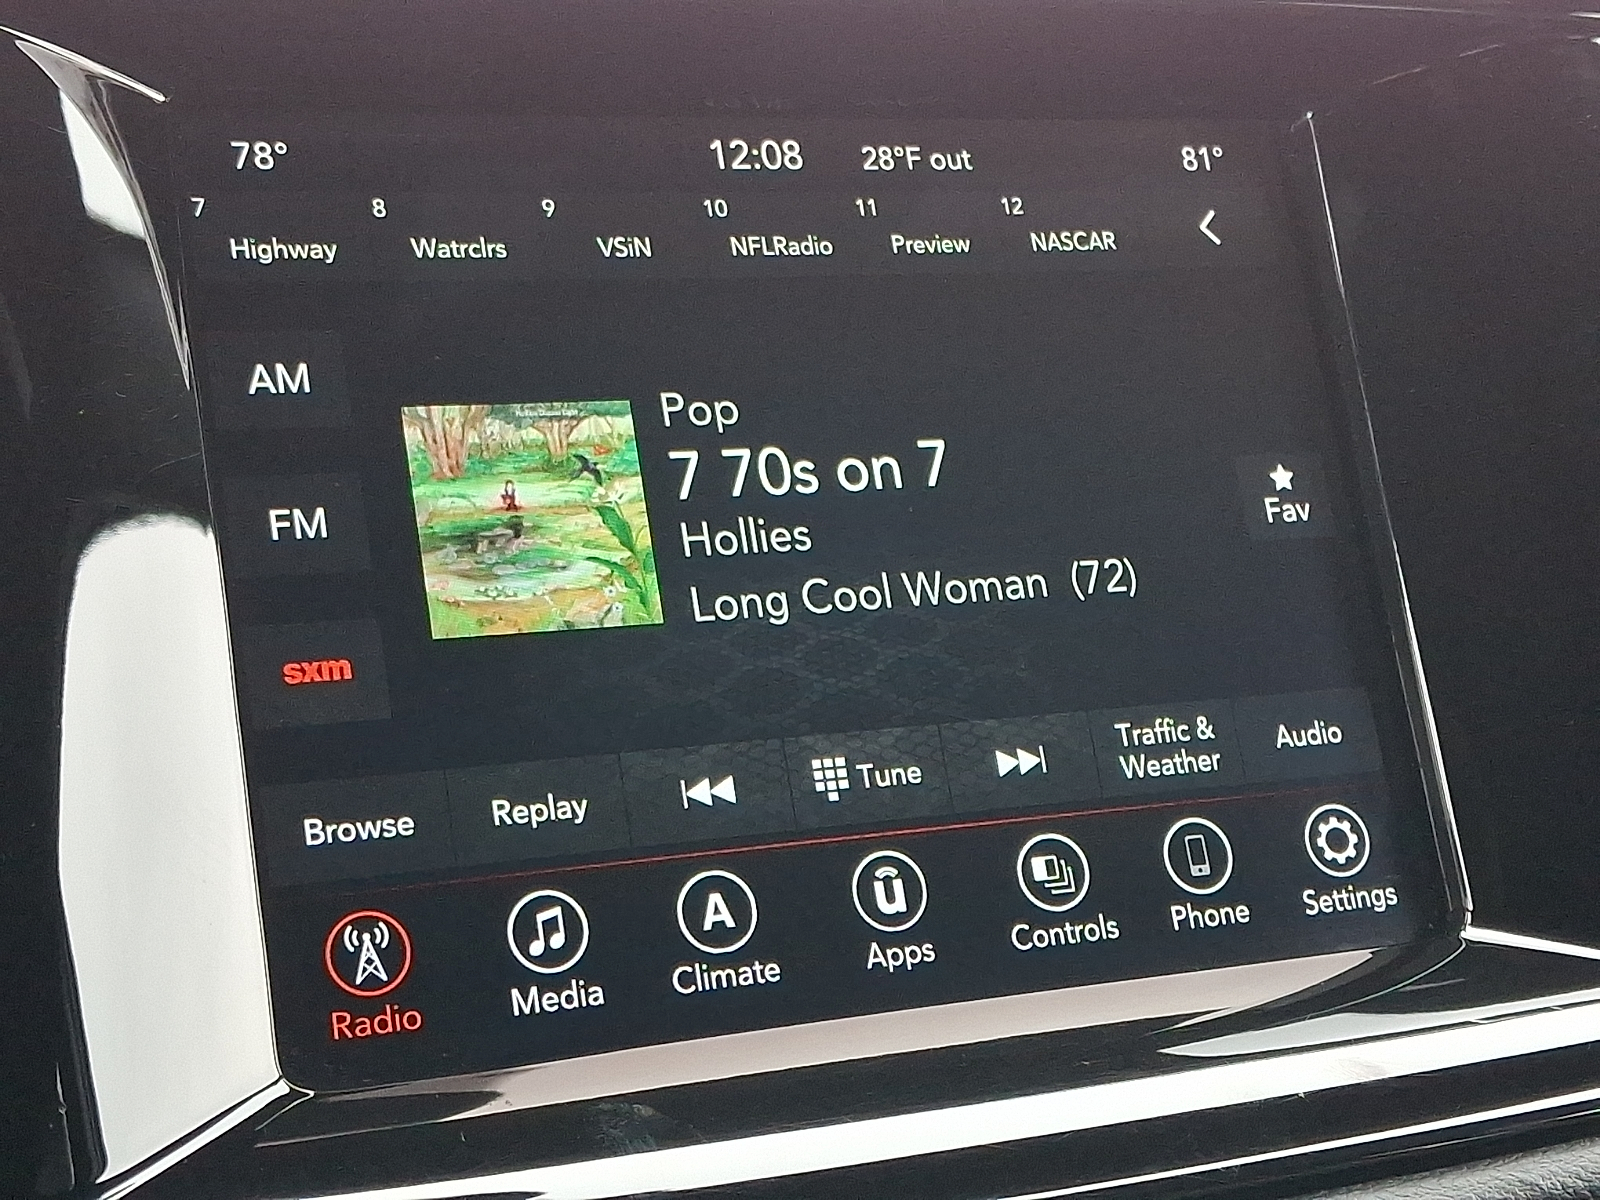 78° 12:08 28°F out 81°
7 8 9 10 11 12
Highway Watrclrs VSiN NFLRadio Preview NASCAR
AM
Pop
7 70s on 7
Hollies
Long Cool Woman (72)
Fav
FM
sxm
Browse Replay Tune Traffic & Weather Audio
Radio Media A Climate ū Apps Controls Phone Settings